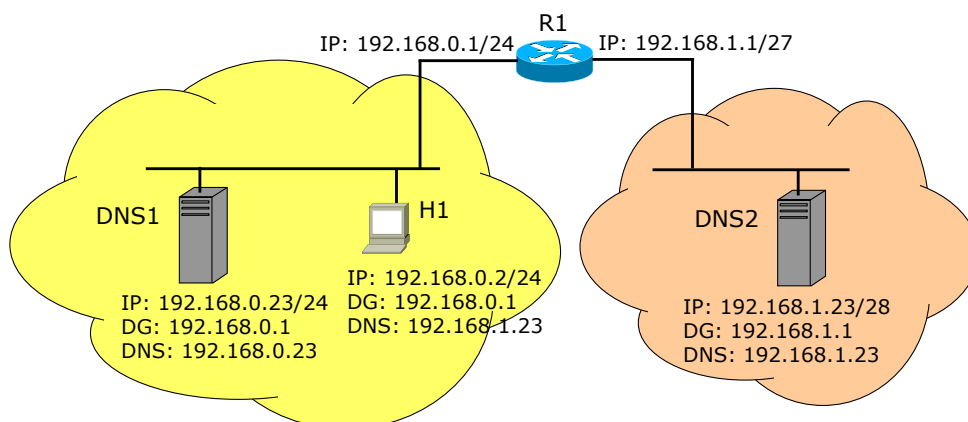 R1
IP: 192.168.0.1/24
IP: 192.168.1.1/27
DNS1
H1
DNS2
IP: 192.168.0.23/24
DG: 192.168.0.1
DNS: 192.168.0.23
IP: 192.168.0.2/24
DG: 192.168.0.1
DNS: 192.168.1.23
IP: 192.168.1.23/28
DG: 192.168.1.1
DNS: 192.168.1.23